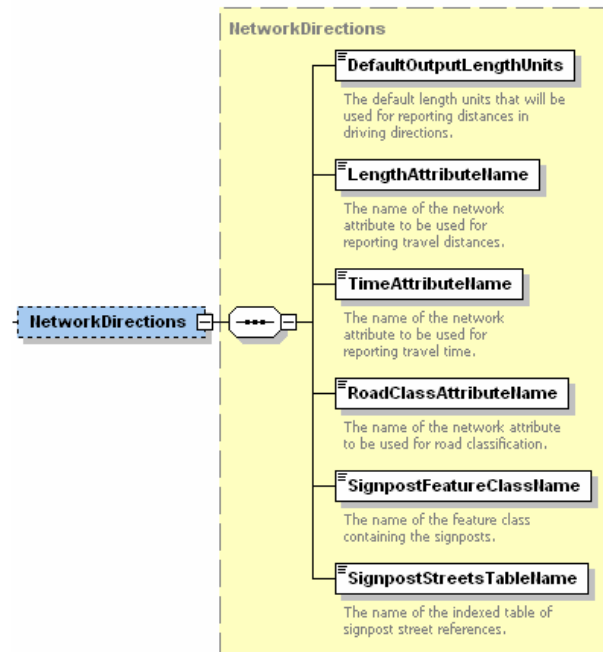 NetworkDirections
DefaultOutputLengthUnits
The default length units that will be
used for reporting distances in
driving directions.
LengthAttributeName
The name of the network
attribute to be used for
reporting travel distances.
TimeAttributeName
The name of the network
attribute to be used for
reporting travel time.
NetworkDirections
RoadClassAttributeName
The name of the network attribute
to be used for road classification.
SignpostFeatureClassName
The name of the feature class
containing the signposts.
SignpostStreetsTableName
The name of the indexed table of
signpost street references.